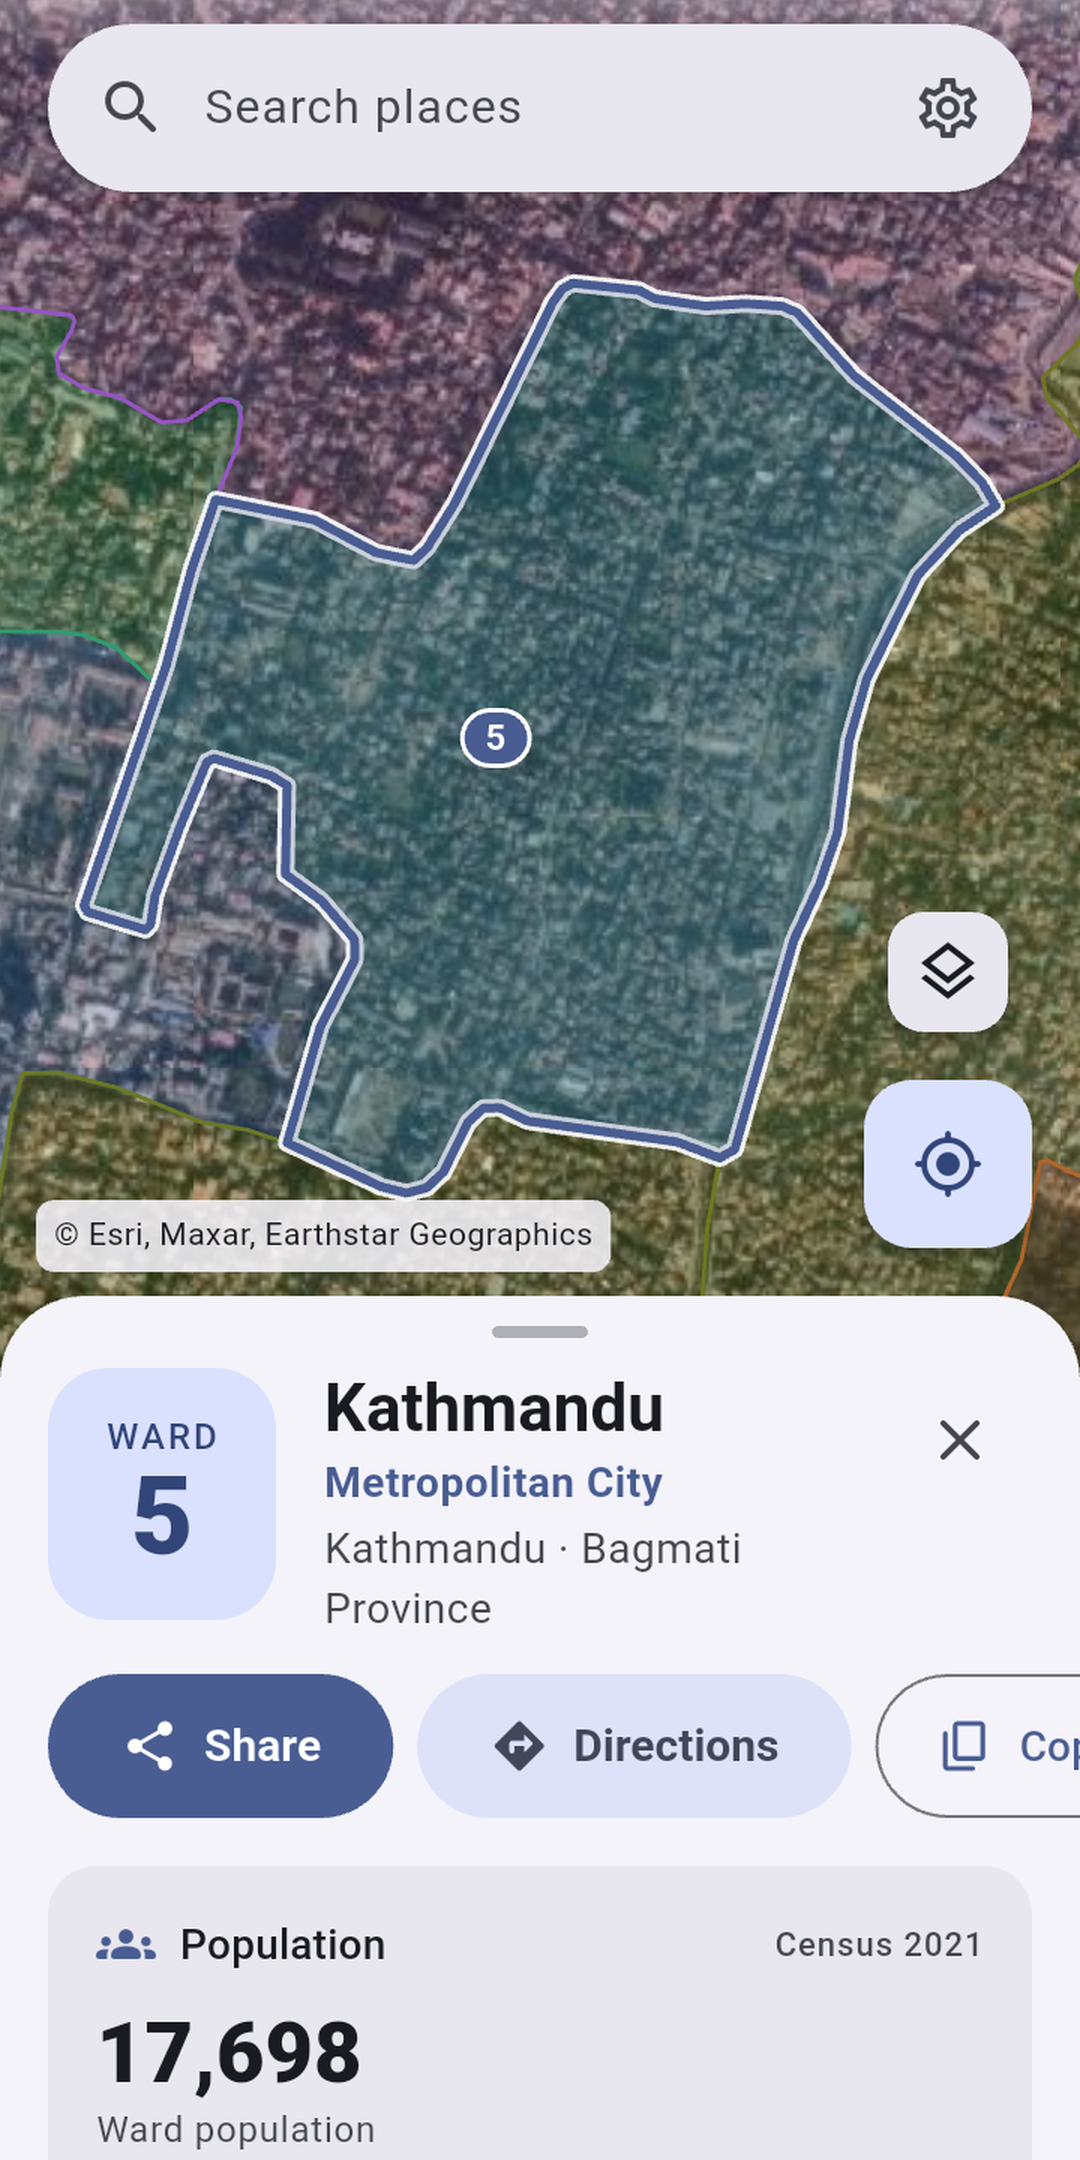 Search places
5
© Esri, Maxar, Earthstar Geographics
WARD
5
Kathmandu
Metropolitan City
Kathmandu · Bagmati
Province
Share
Directions
Population
Census 2021
17,698
Ward population